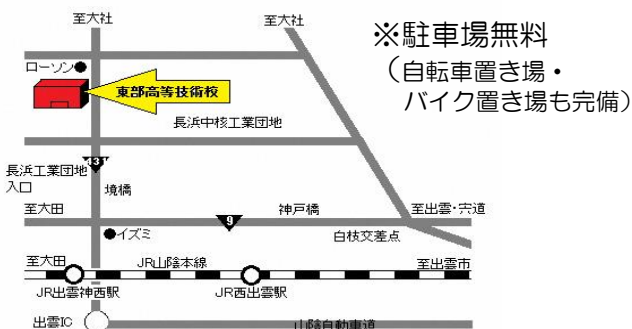 至大社
至大社
※駐車場無料
(自転車置き場・
バイク置き場も完備)
ローソン
東部高等技術校
長浜中核工業団地
長浜工業団地
入口
431
境橋
至大田
9
神戸橋
至出雲・宍道
イズミ
白枝交差点
至大田
JR山陰本線
至出雲市
JR出雲神西駅
JR西出雲駅
出雲IC
山陰自動車道